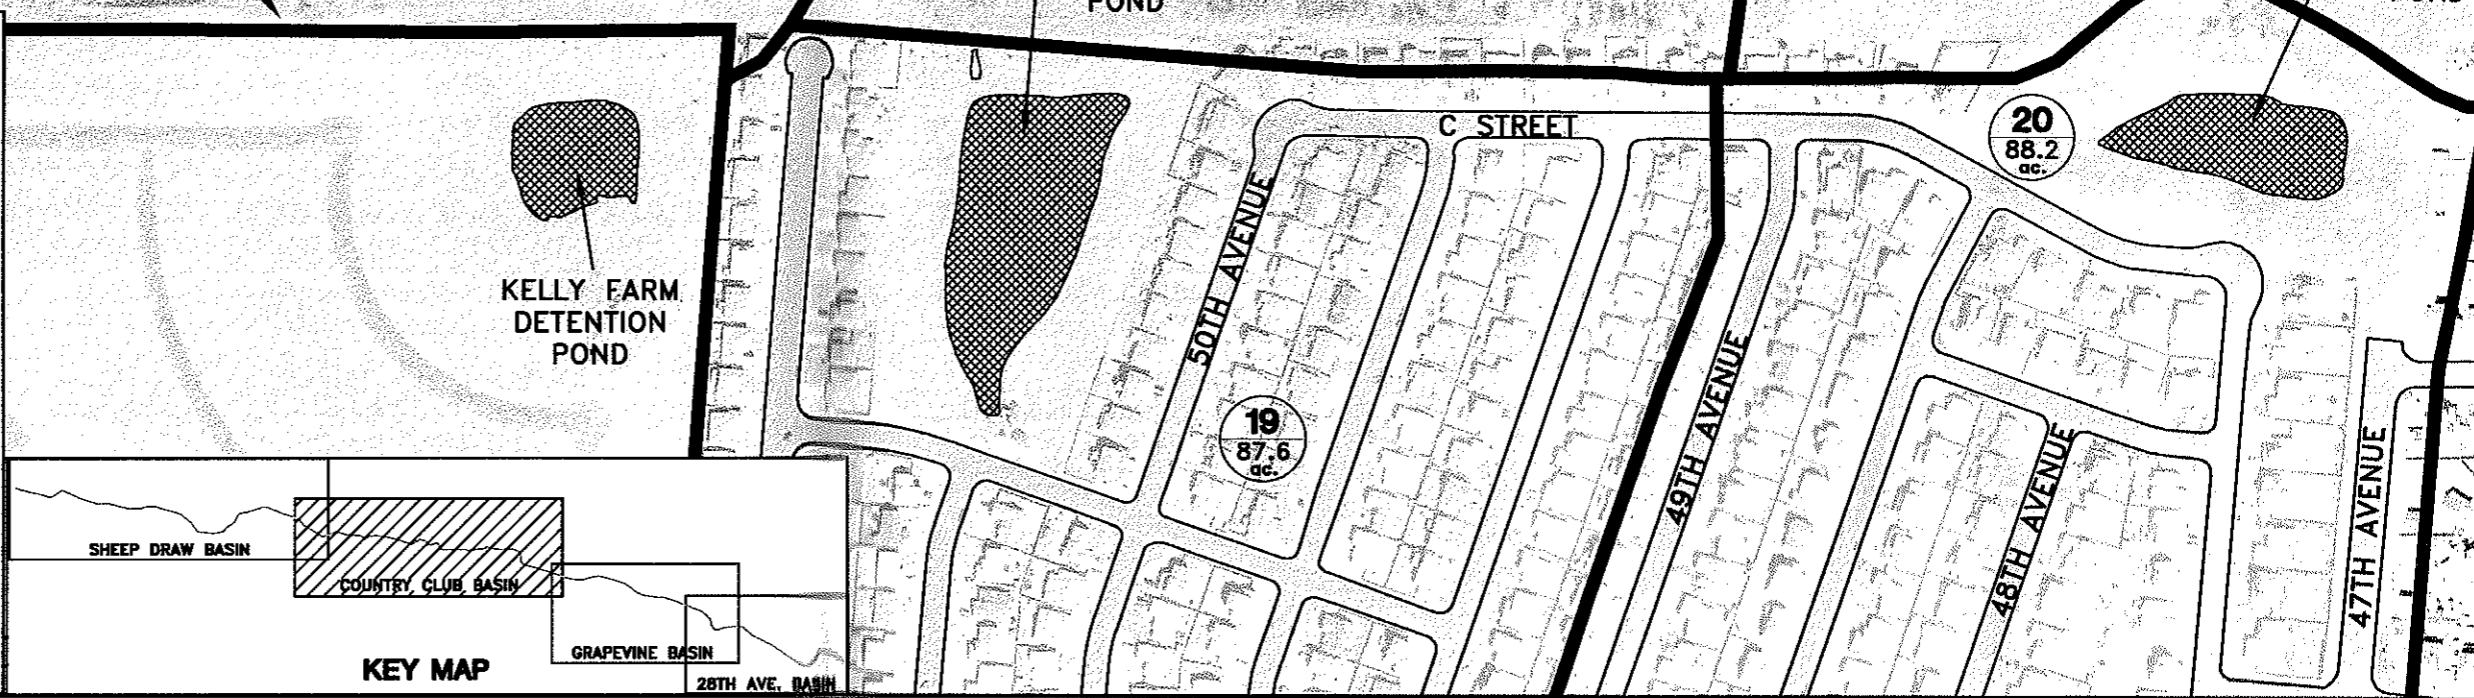 POND
C STREET
20
88.2
ac.
KELLY FARM
DETENTION
POND
50TH AVENUE
19
87.6
ac.
49TH AVENUE
48TH AVENUE
47TH AVENUE
SHEEP DRAW BASIN
COUNTRY CLUB BASIN
GRAPEVINE BASIN
28TH AVE. BASIN
KEY MAP